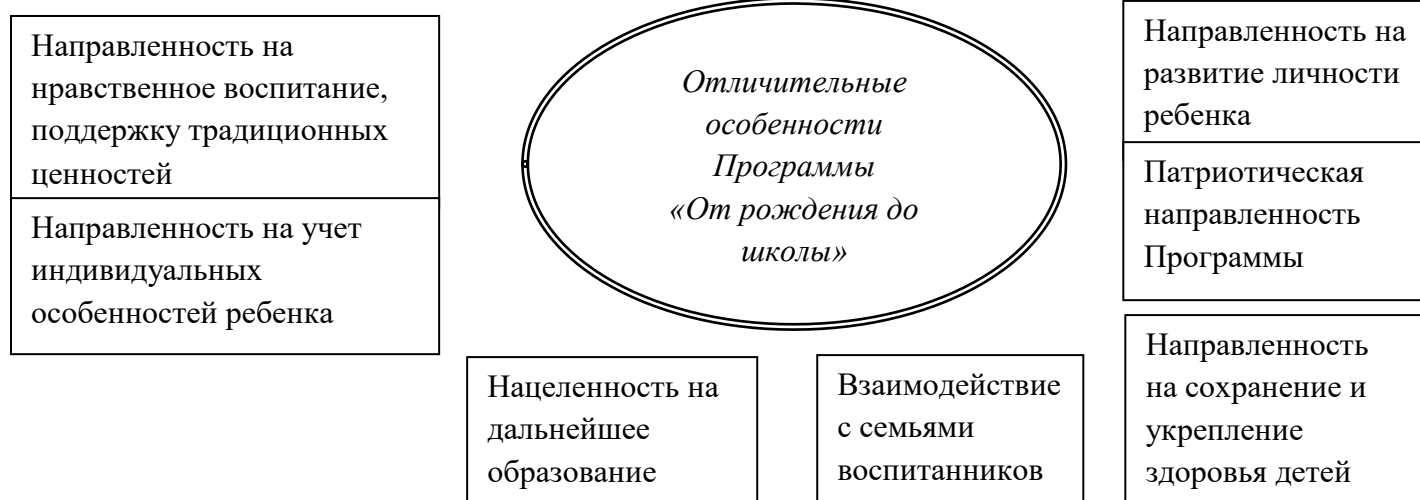 Направленность на
нравственное воспитание,
поддержку традиционных
ценностей
Направленность на учет
индивидуальных
особенностей ребенка
Отличительные
особенности
Программы
«От рождения до
школы»
Направленность на
развитие личности
ребенка
Патриотическая
направленность
Программы
Нацеленность на
дальнейшее
образование
Взаимодействие
с семьями
воспитанников
Направленность
на сохранение и
укрепление
здоровья детей